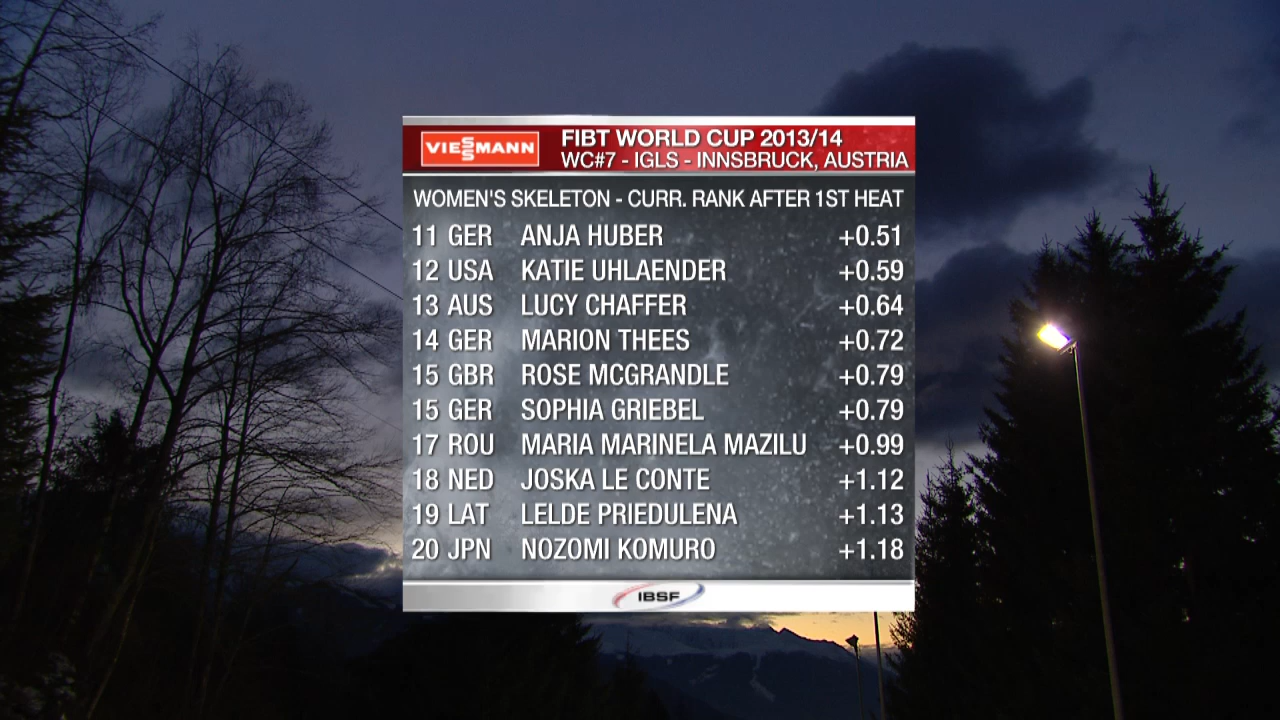 VIESSMANN
FIBT WORLD CUP 2013/14
WC#7 - IGLS - INNSBRUCK, AUSTRIA
WOMEN'S SKELETON - CURR. RANK AFTER 1ST HEAT
11 GER ANJA HUBER +0.51
12 USA KATIE UHLAENDER +0.59
13 AUS LUCY CHAFFER +0.64
14 GER MARION THEES +0.72
15 GBR ROSE MCGRANDLE +0.79
15 GER SOPHIA GRIEBEL +0.79
17 ROU MARIA MARINELA MAZILU +0.99
18 NED JOSKA LE CONTE +1.12
19 LAT LELDE PRIEDULENA +1.13
20 JPN NOZOMI KOMURO +1.18
IBSF